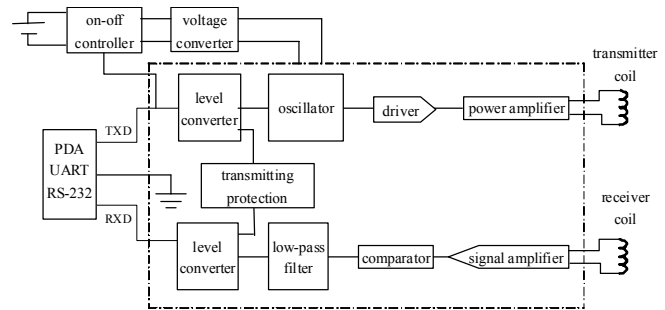 on-off
controller
voltage
converter
transmitter
coil
level
converter
oscillator
driver
power amplifier
TXD
PDA
UART
RS-232
transmitting
protection
RXD
receiver
coil
level
converter
low-pass
filter
comparator
signal amplifier